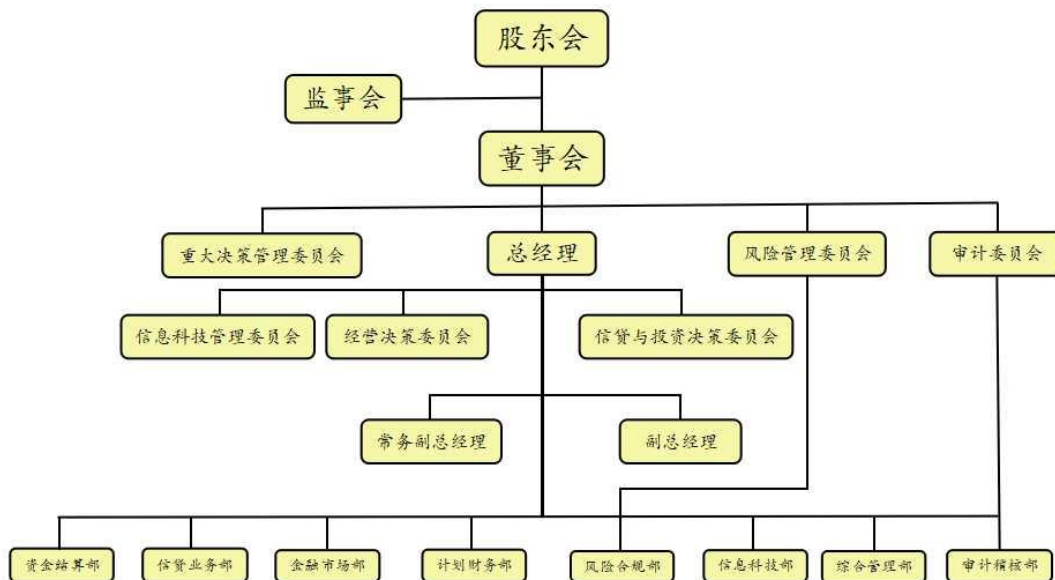 股东会
监事会
董事会
重大决策管理委员会
总经理
风险管理委员会
审计委员会
信息科技管理委员会
经营决策委员会
信贷与投资决策委员会
常务副总经理
副总经理
资金结算部
信贷业务部
金融市场部
计划财务部
风险合规部
信息科技部
综合管理部
审计稽核部